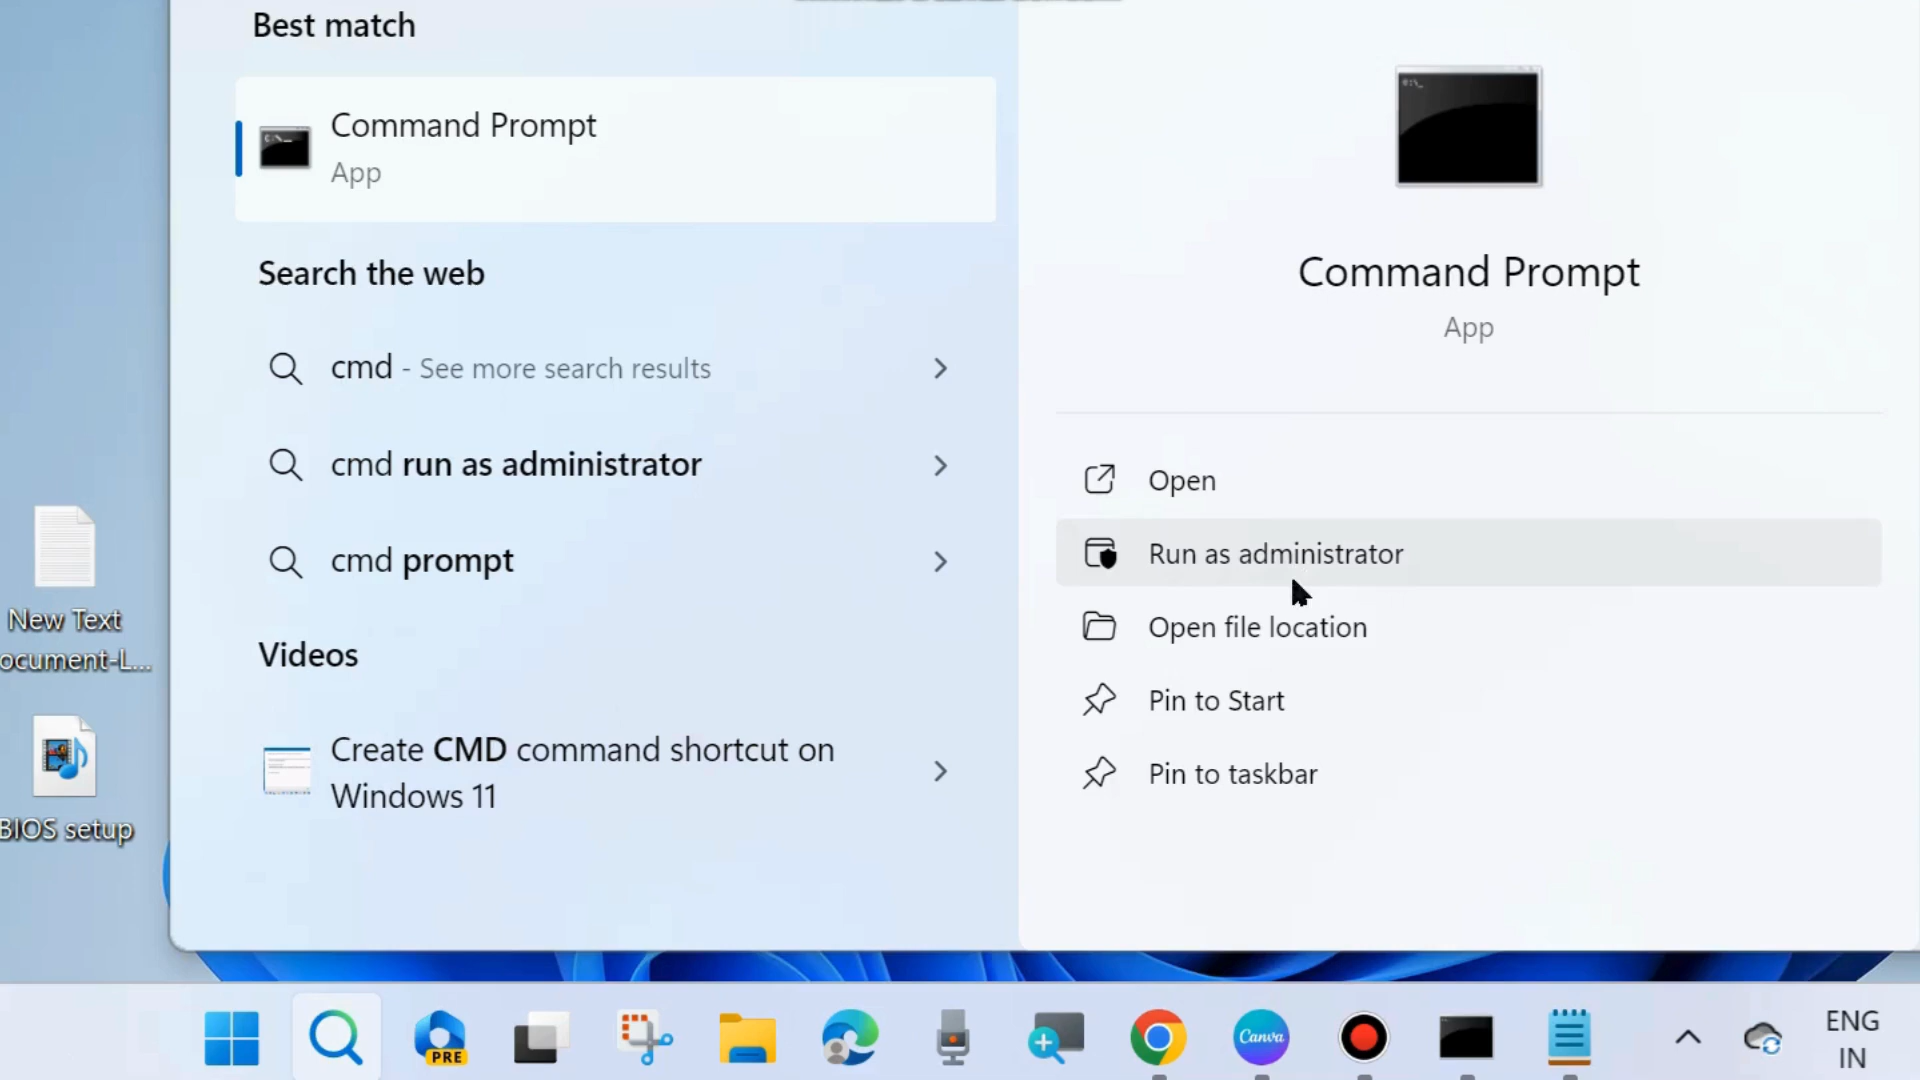 Best match
Command Prompt
App
Search the web
cmd - See more search results
cmd run as administrator
cmd prompt
Videos
Create CMD command shortcut on
Windows 11
Command Prompt
App
Open
Run as administrator
Open file location
Pin to Start
Pin to taskbar
New Text
ocument-L...
BIOS setup
PRE
Canva
ENG
IN